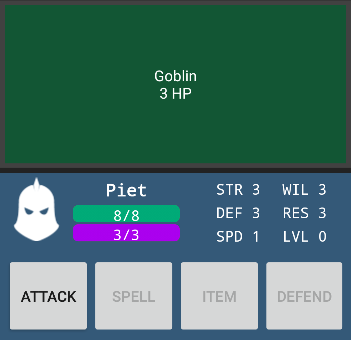 Goblin
3 HP
Piet
8/8
3/3
STR 3 WIL 3
DEF 3 RES 3
SPD 1 LVL 0
ATTACK SPELL ITEM DEFEND